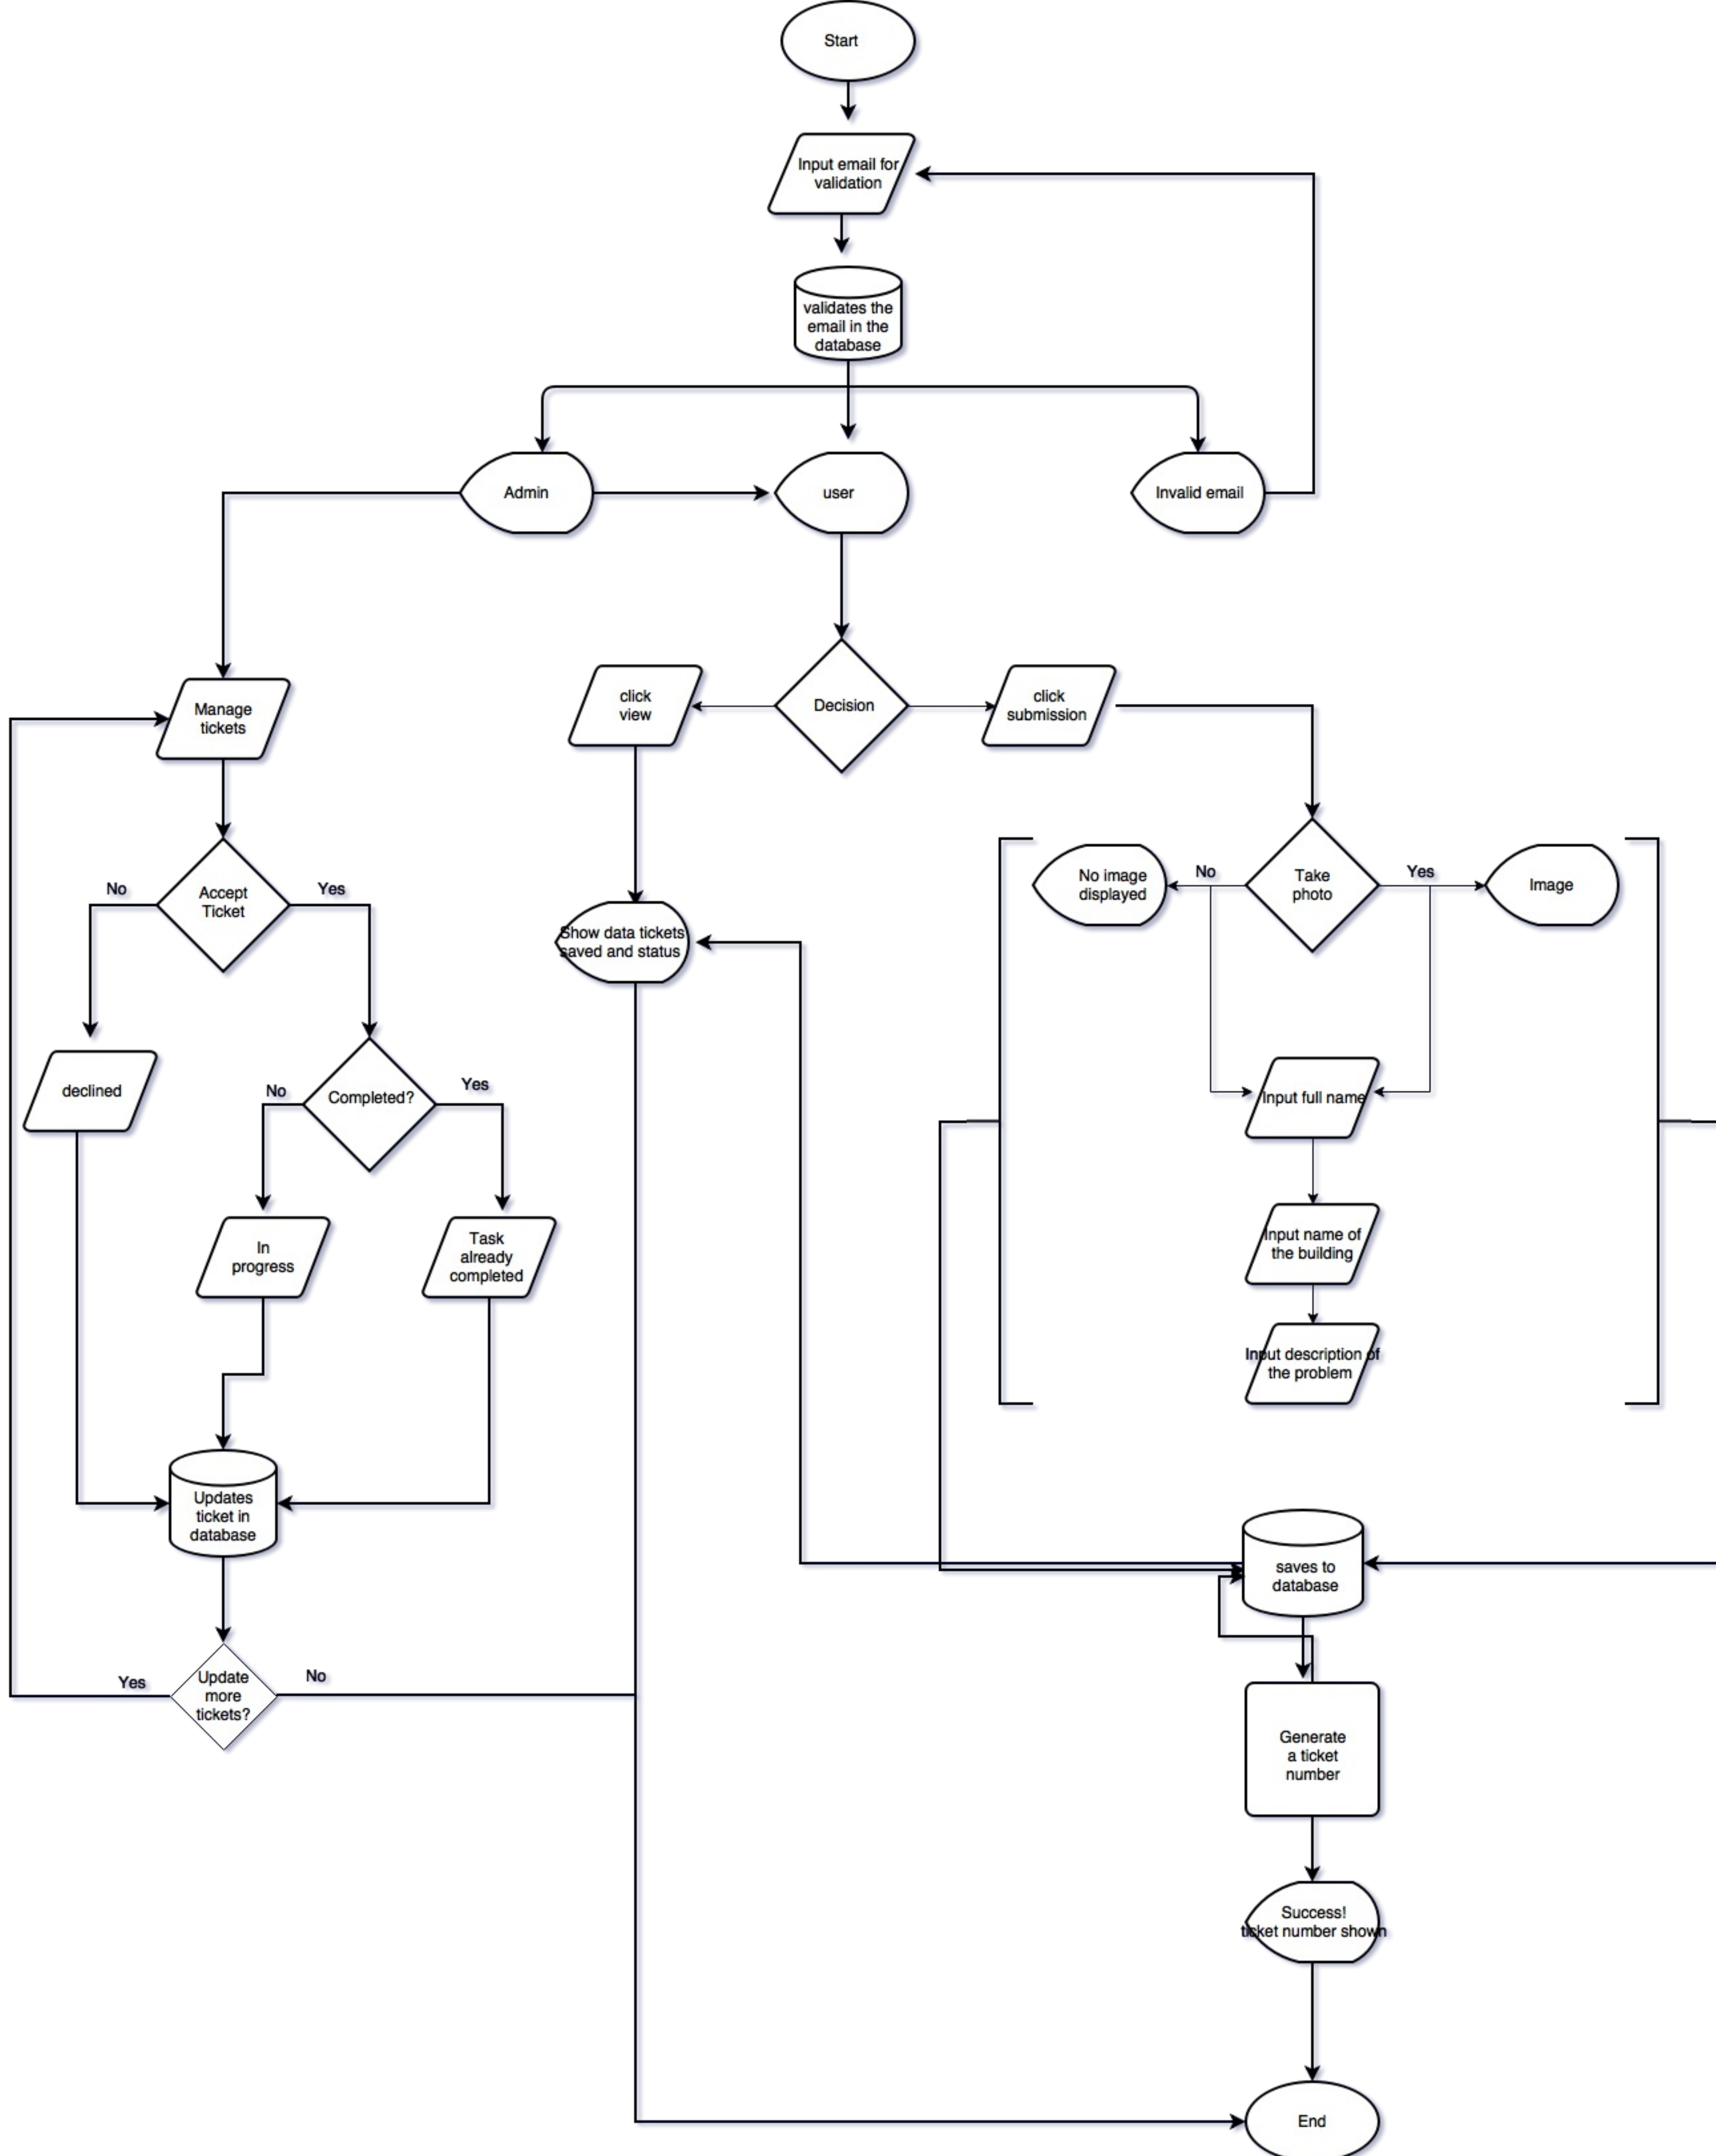 Start
Input email for
validation
validates the
email in the
database
Admin
user
Invalid email
Manage
tickets
click
view
Decision
click
submission
No
Accept
Ticket
Yes
Show data tickets
saved and status
No image
displayed
No
Take
photo
Yes
Image
declined
No
Completed?
Yes
Input full name
In
progress
Task
already
completed
Input name of
the building
Input description of
the problem
Updates
ticket in
database
saves to
database
Yes
Update
more
tickets?
No
Generate
a ticket
number
Success!
ticket number shown
End